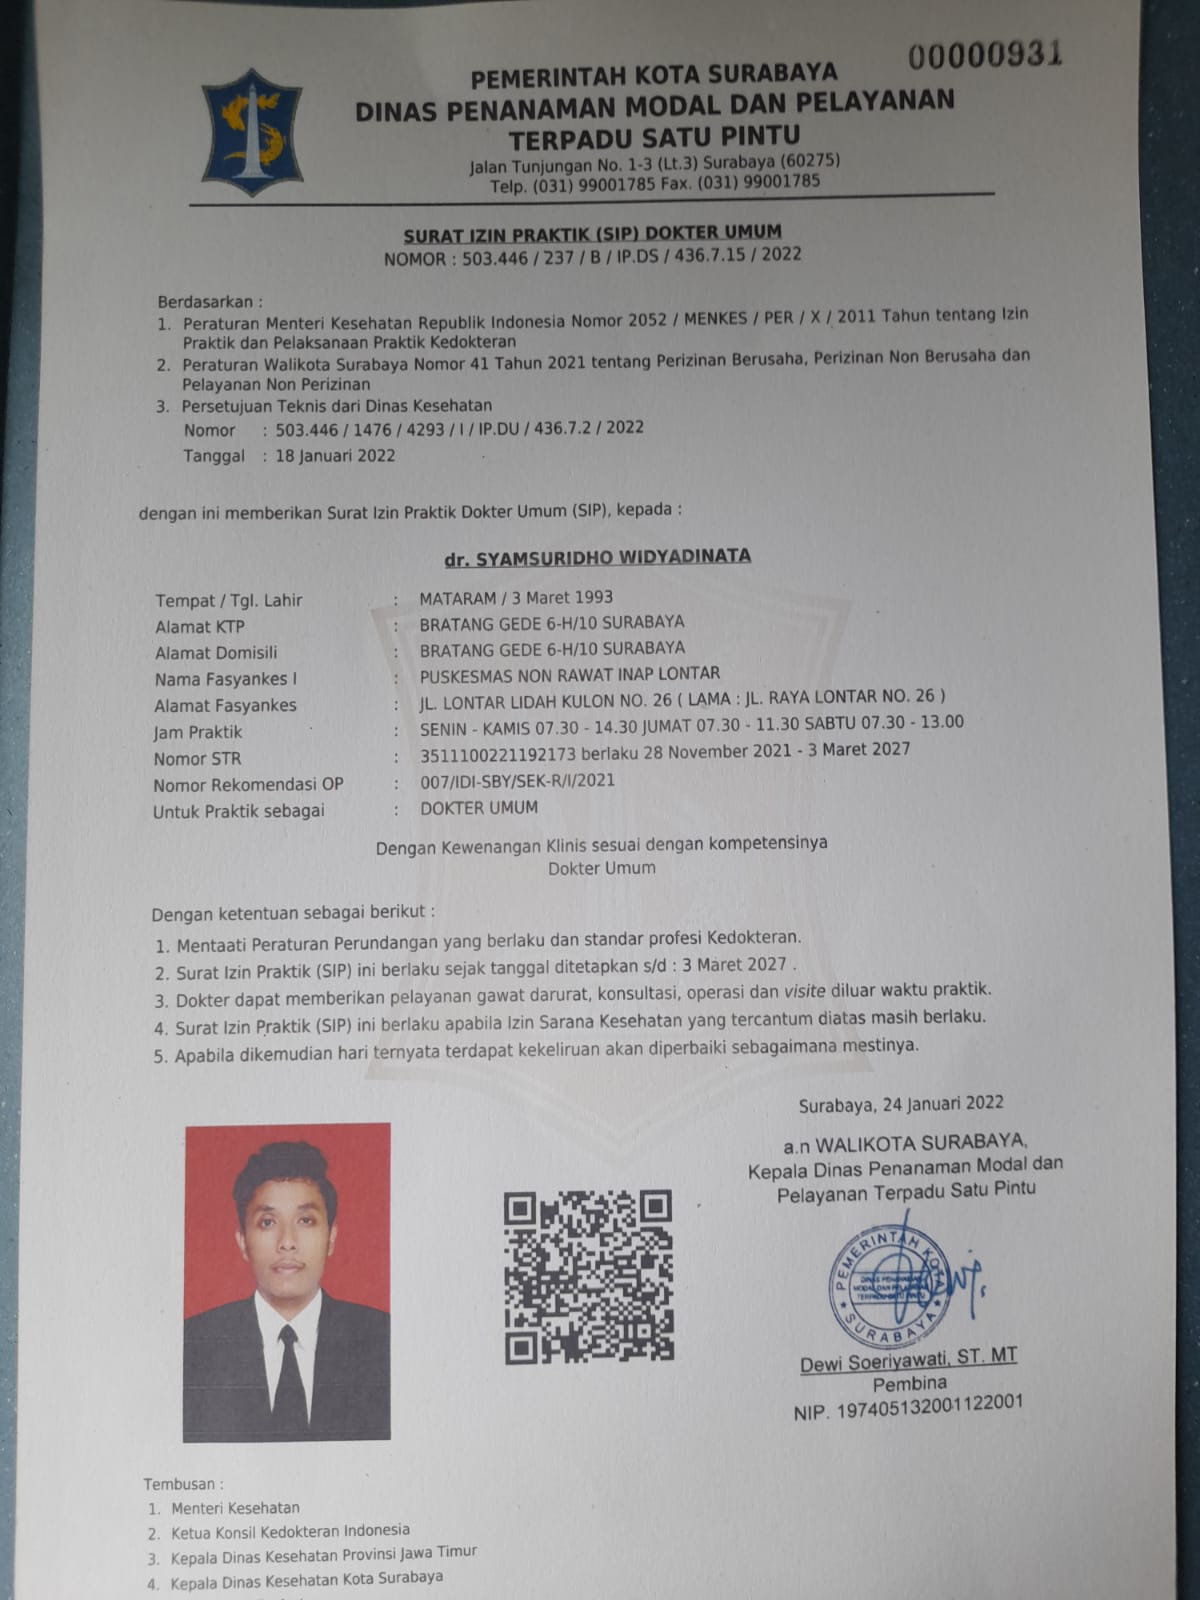 00000931
PEMERINTAH KOTA SURABAYA
DINAS PENANAMAN MODAL DAN PELAYANAN
TERPADU SATU PINTU
Jalan Tunjungan No. 1-3 (Lt.3) Surabaya (60275)
Telp. (031) 99001785 Fax. (031) 99001785
SURAT IZIN PRAKTIK (SIP) DOKTER UMUM
NOMOR : 503.446 / 237 / B / IP.DS / 436.7.15 / 2022
Berdasarkan :
1. Peraturan Menteri Kesehatan Republik Indonesia Nomor 2052 / MENKES / PER / X / 2011 Tahun tentang Izin
Praktik dan Pelaksanaan Praktik Kedokteran
2. Peraturan Walikota Surabaya Nomor 41 Tahun 2021 tentang Perizinan Berusaha, Perizinan Non Berusaha dan
Pelayanan Non Perizinan
3. Persetujuan Teknis dari Dinas Kesehatan
Nomor : 503.446 / 1476 / 4293 / I / IP.DU / 436.7.2 / 2022
Tanggal : 18 Januari 2022
dengan ini memberikan Surat Izin Praktik Dokter Umum (SIP), kepada :
dr. SYAMSURIDHO WIDYADINATA
Tempat / Tgl. Lahir : MATARAM / 3 Maret 1993
Alamat KTP : BRATANG GEDE 6-H/10 SURABAYA
Alamat Domisili : BRATANG GEDE 6-H/10 SURABAYA
Nama Fasyankes I : PUSKESMAS NON RAWAT INAP LONTAR
Alamat Fasyankes : JL. LONTAR LIDAH KULON NO. 26 ( LAMA : JL. RAYA LONTAR NO. 26 )
Jam Praktik : SENIN - KAMIS 07.30 - 14.30 JUMAT 07.30 - 11.30 SABTU 07.30 - 13.00
Nomor STR : 3511100221192173 berlaku 28 November 2021 - 3 Maret 2027
Nomor Rekomendasi OP : 007/IDI-SBY/SEK-R/I/2021
Untuk Praktik sebagai : DOKTER UMUM
Dengan Kewenangan Klinis sesuai dengan kompetensinya
Dokter Umum
Dengan ketentuan sebagai berikut :
1. Mentaati Peraturan Perundangan yang berlaku dan standar profesi Kedokteran.
2. Surat Izin Praktik (SIP) ini berlaku sejak tanggal ditetapkan s/d : 3 Maret 2027 .
3. Dokter dapat memberikan pelayanan gawat darurat, konsultasi, operasi dan visite diluar waktu praktik.
4. Surat Izin Praktik (SIP) ini berlaku apabila Izin Sarana Kesehatan yang tercantum diatas masih berlaku.
5. Apabila dikemudian hari ternyata terdapat kekeliruan akan diperbaiki sebagaimana mestinya.
Surabaya, 24 Januari 2022
a.n WALIKOTA SURABAYA,
Kepala Dinas Penanaman Modal dan
Pelayanan Terpadu Satu Pintu
PEMERINTAH KOTA
DINAS PENANAMAN
MODAL DAN PELAYANAN
TERPADU SATU PINTU
SURABAYA
Dewi Soeriyawati, ST. MT
Pembina
NIP. 197405132001122001
Tembusan :
1. Menteri Kesehatan
2. Ketua Konsil Kedokteran Indonesia
3. Kepala Dinas Kesehatan Provinsi Jawa Timur
4. Kepala Dinas Kesehatan Kota Surabaya